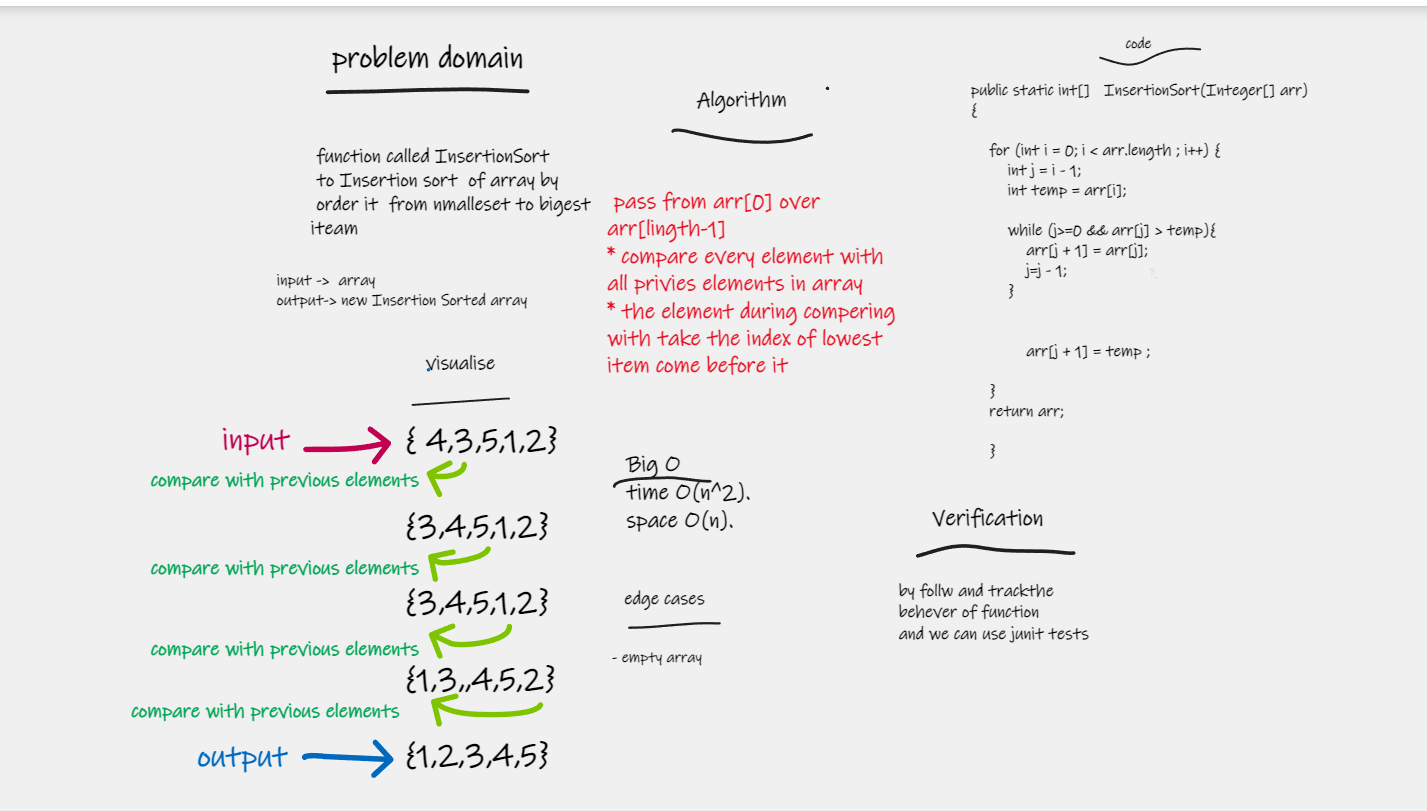 problem domain
function called InsertionSort
to Insertion sort of array by
order it from nmalleset to bigest
iteam
input -> array
output-> new Insertion Sorted array
visualise
input
{ 4,3,5,1,2}
compare with previous elements
{3,4,5,1,2}
compare with previous elements
{3,4,5,1,2}
compare with previous elements
{1,3,,4,5,2}
compare with previous elements
output
{1,2,3,4,5}
Algorithm
pass from arr[0] over
arr[lingth-1]
* compare every element with
all privies elements in array
* the element during compering
with take the index of lowest
item come before it
Big O
time O(n^2).
space O(n).
edge cases
- empty array
code
public static int[] InsertionSort(Integer[] arr)
{
for (int i = 0; i < arr.length ; i++) {
int j = i - 1;
int temp = arr[i];
while (j>=0 && arr[j] > temp){
arr[j + 1] = arr[j];
j=j - 1;
}
arr[j + 1] = temp ;
}
return arr;
}
Verification
by follw and trackthe
behever of function
and we can use junit tests